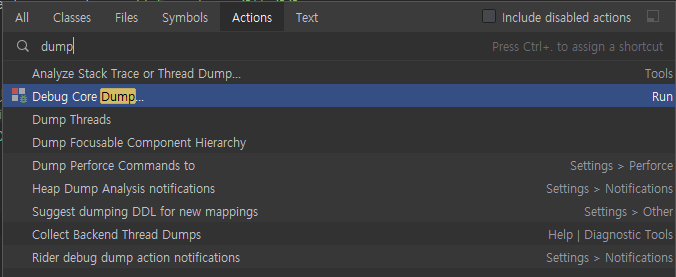 All Classes Files Symbols Actions Text Include disabled actions
dump Press Ctrl+. to assign a shortcut
Analyze Stack Trace or Thread Dump... Tools
Debug Core Dump... Run
Dump Threads
Dump Focusable Component Hierarchy
Dump Perforce Commands to Settings > Perforce
Heap Dump Analysis notifications Settings > Notifications
Suggest dumping DDL for new mappings Settings > Other
Collect Backend Thread Dumps Help | Diagnostic Tools
Rider debug dump action notifications Settings > Notifications